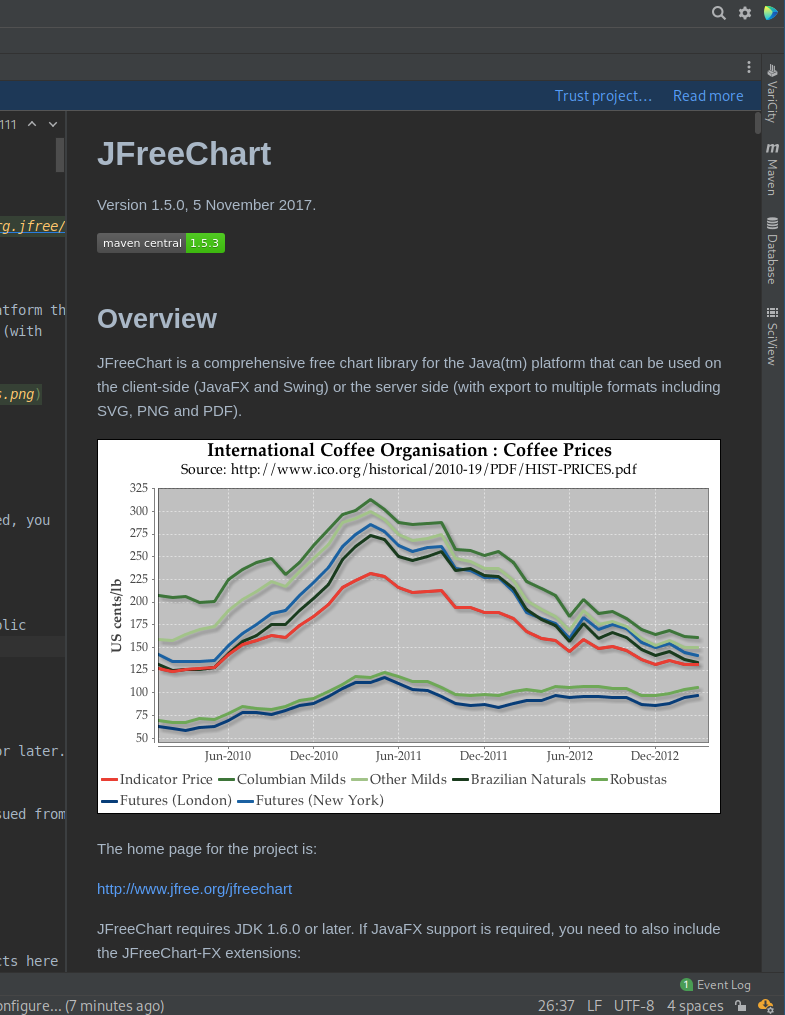 Trust project...
Read more
111
VariCity
Maven
Database
SciView
rg.jfree/
atform th
(with
s.png)
ed, you
blic
or later.
sued from
cts here
JFreeChart
Version 1.5.0, 5 November 2017.
maven central 1.5.3
Overview
JFreeChart is a comprehensive free chart library for the Java(tm) platform that can be used on
the client-side (JavaFX and Swing) or the server side (with export to multiple formats including
SVG, PNG and PDF).
International Coffee Organisation : Coffee Prices
Source: http://www.ico.org/historical/2010-19/PDF/HIST-PRICES.pdf
US cents/lb
325
300
275
250
225
200
175
150
125
100
75
50
Jun-2010 Dec-2010 Jun-2011 Dec-2011 Jun-2012 Dec-2012
Indicator Price Columbian Milds Other Milds Brazilian Naturals Robustas
Futures (London) Futures (New York)
The home page for the project is:
http://www.jfree.org/jfreechart
JFreeChart requires JDK 1.6.0 or later. If JavaFX support is required, you need to also include
the JFreeChart-FX extensions:
1 Event Log
onfigure... (7 minutes ago)
26:37 LF UTF-8 4 spaces